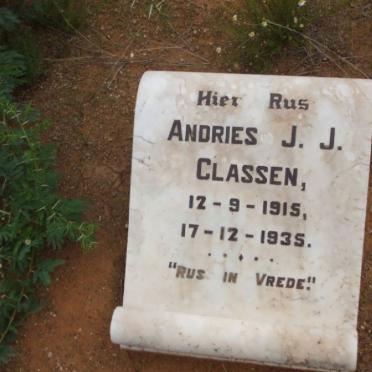 Hier Rus
ANDRIES J. J.
CLASSEN,
12-9-1915,
17-12-1935.
"RUS IN VREDE."